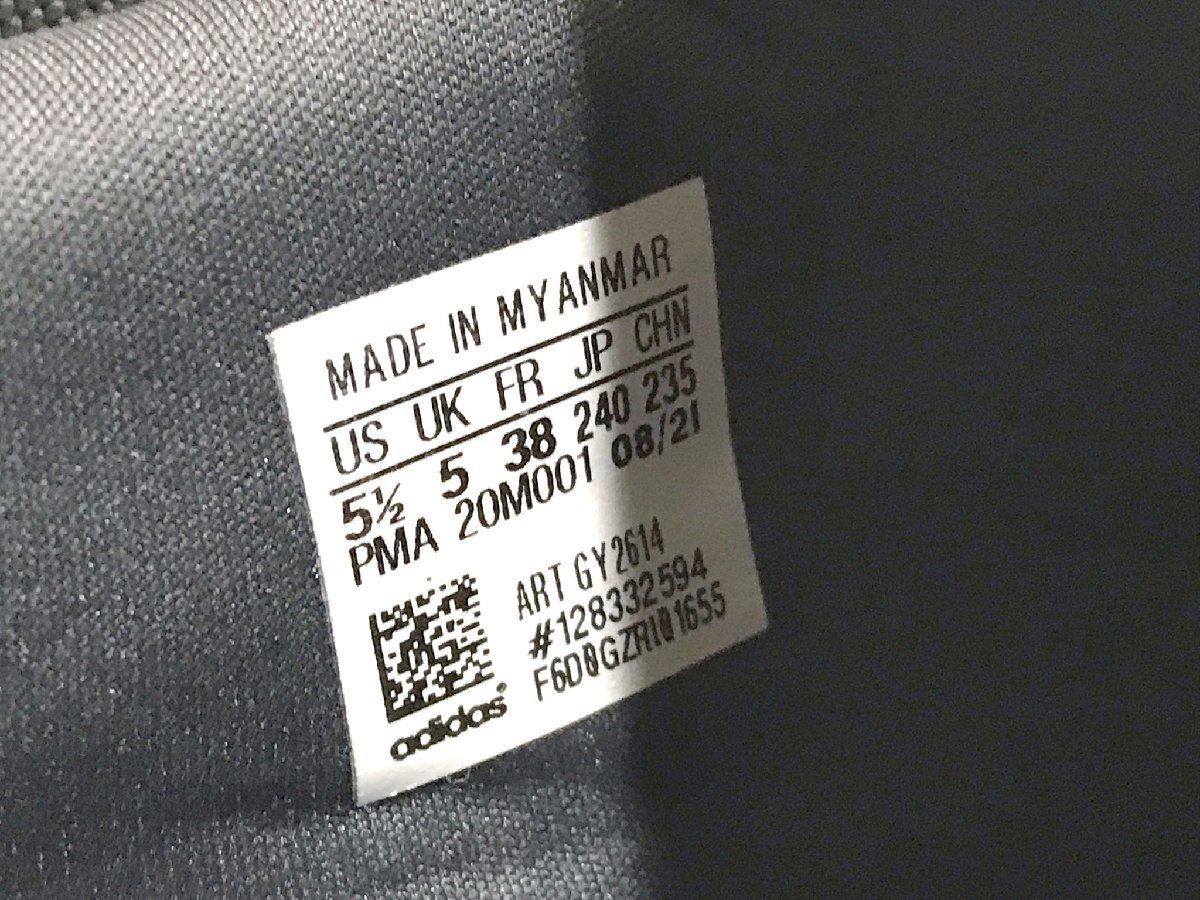 MADE IN MYANMAR
US UK FR JP CHN
5½ 5 38 240 235
PMA 20M001 08/21
ART GY2614
#128332594
F6D0GZRI01655
adidas®